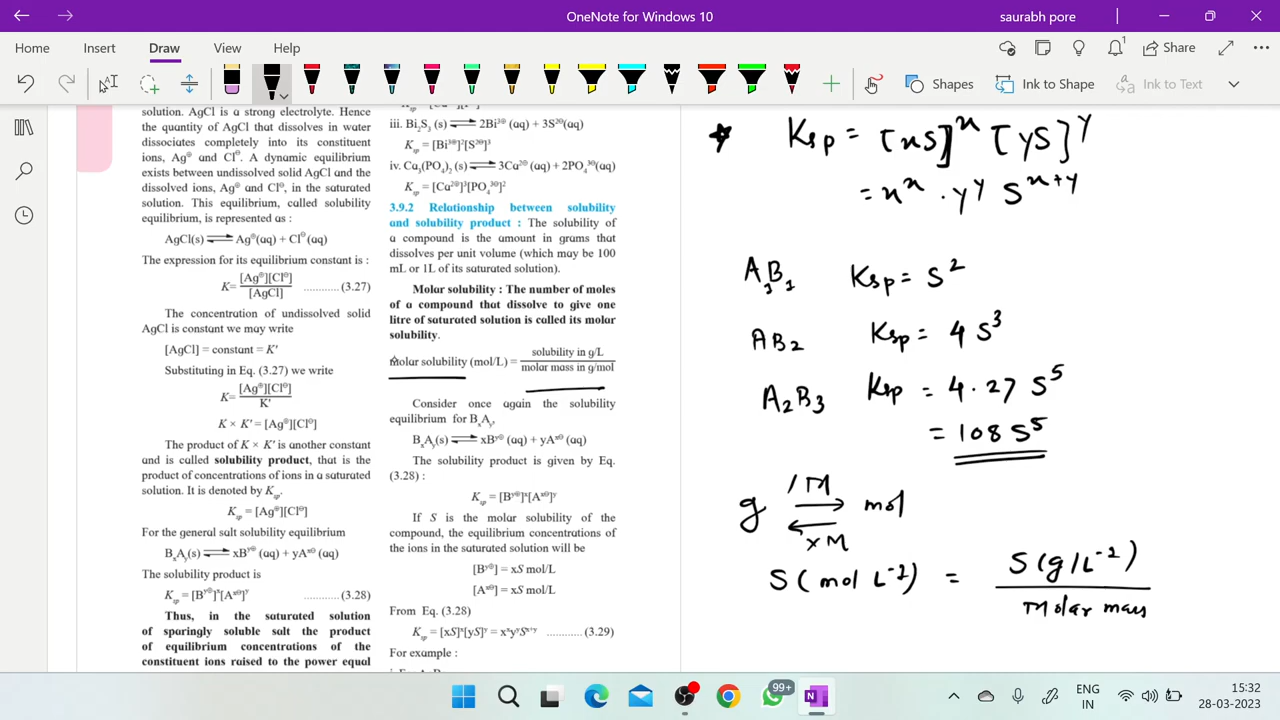 OneNote for Windows 10
saurabh pore
Home Insert Draw View Help
Share
Shapes
Ink to Shape
Ink to Text
solution. AgCl is a strong electrolyte. Hence
the quantity of AgCl that dissolves in water
dissociates completely into its constituent
ions, Ag⊕ and Cl⊖. A dynamic equilibrium
exists between undissolved solid AgCl and the
dissolved ions, Ag⊕ and Cl⊖, in the saturated
solution. This equilibrium, called solubility
equilibrium, is represented as :
AgCl(s) ⇌ Ag⊕(aq) + Cl⊖(aq)
The expression for its equilibrium constant is :
K= [Ag⊕][Cl⊖] / [AgCl] ............ (3.27)
The concentration of undissolved solid
AgCl is constant we may write
[AgCl] = constant = K'
Substituting in Eq. (3.27) we write
K= [Ag⊕][Cl⊖] / K'
K × K' = [Ag⊕][Cl⊖]
The product of K × K' is another constant
and is called solubility product, that is the
product of concentrations of ions in a saturated
solution. It is denoted by Ksp.
Ksp = [Ag⊕][Cl⊖]
For the general salt solubility equilibrium
BxAy(s) ⇌ xBy⊕ (aq) + yAx⊖(aq)
The solubility product is
Ksp = [By⊕]x[Ax⊖]y ............ (3.28)
Thus, in the saturated solution
of sparingly soluble salt the product
of equilibrium concentrations of the
constituent ions raised to the power equal
iii. Bi2S3 (s) ⇌ 2Bi3⊕ (aq) + 3S2⊖(aq)
Ksp = [Bi3⊕]2[S2⊖]3
iv. Ca3(PO4)2 (s) ⇌ 3Ca2⊕ (aq) + 2PO43⊖(aq)
Ksp = [Ca2⊕]3[PO43⊖]2
3.9.2 Relationship between solubility
and solubility product : The solubility of
a compound is the amount in grams that
dissolves per unit volume (which may be 100
mL or 1L of its saturated solution).
Molar solubility : The number of moles
of a compound that dissolve to give one
litre of saturated solution is called its molar
solubility.
Molar solubility (mol/L) = solubility in g/L / molar mass in g/mol
Consider once again the solubility
equilibrium for BxAy,
BxAy(s) ⇌ xBy⊕ (aq) + yAx⊖ (aq)
The solubility product is given by Eq.
(3.28) :
Ksp = [By⊕]x[Ax⊖]y
If S is the molar solubility of the
compound, the equilibrium concentrations of
the ions in the saturated solution will be
[By⊕] = xS mol/L
[Ax⊖] = xS mol/L
From Eq. (3.28)
Ksp = [xS]x[yS]y = xxyySx+y ............ (3.29)
For example :
★ Ksp = [xS]^x [yS]^y
= x^x . y^y S^x+y
A1B1 Ksp = S^2
AB2 Ksp = 4 S^3
A2B3 Ksp = 4·27 S^5
= 108 S^5
g /M ⇌ xM mol
S (mol L^-1) = S (g/L^-1) / Molar mass
99+
ENG
IN
15:32
28-03-2023